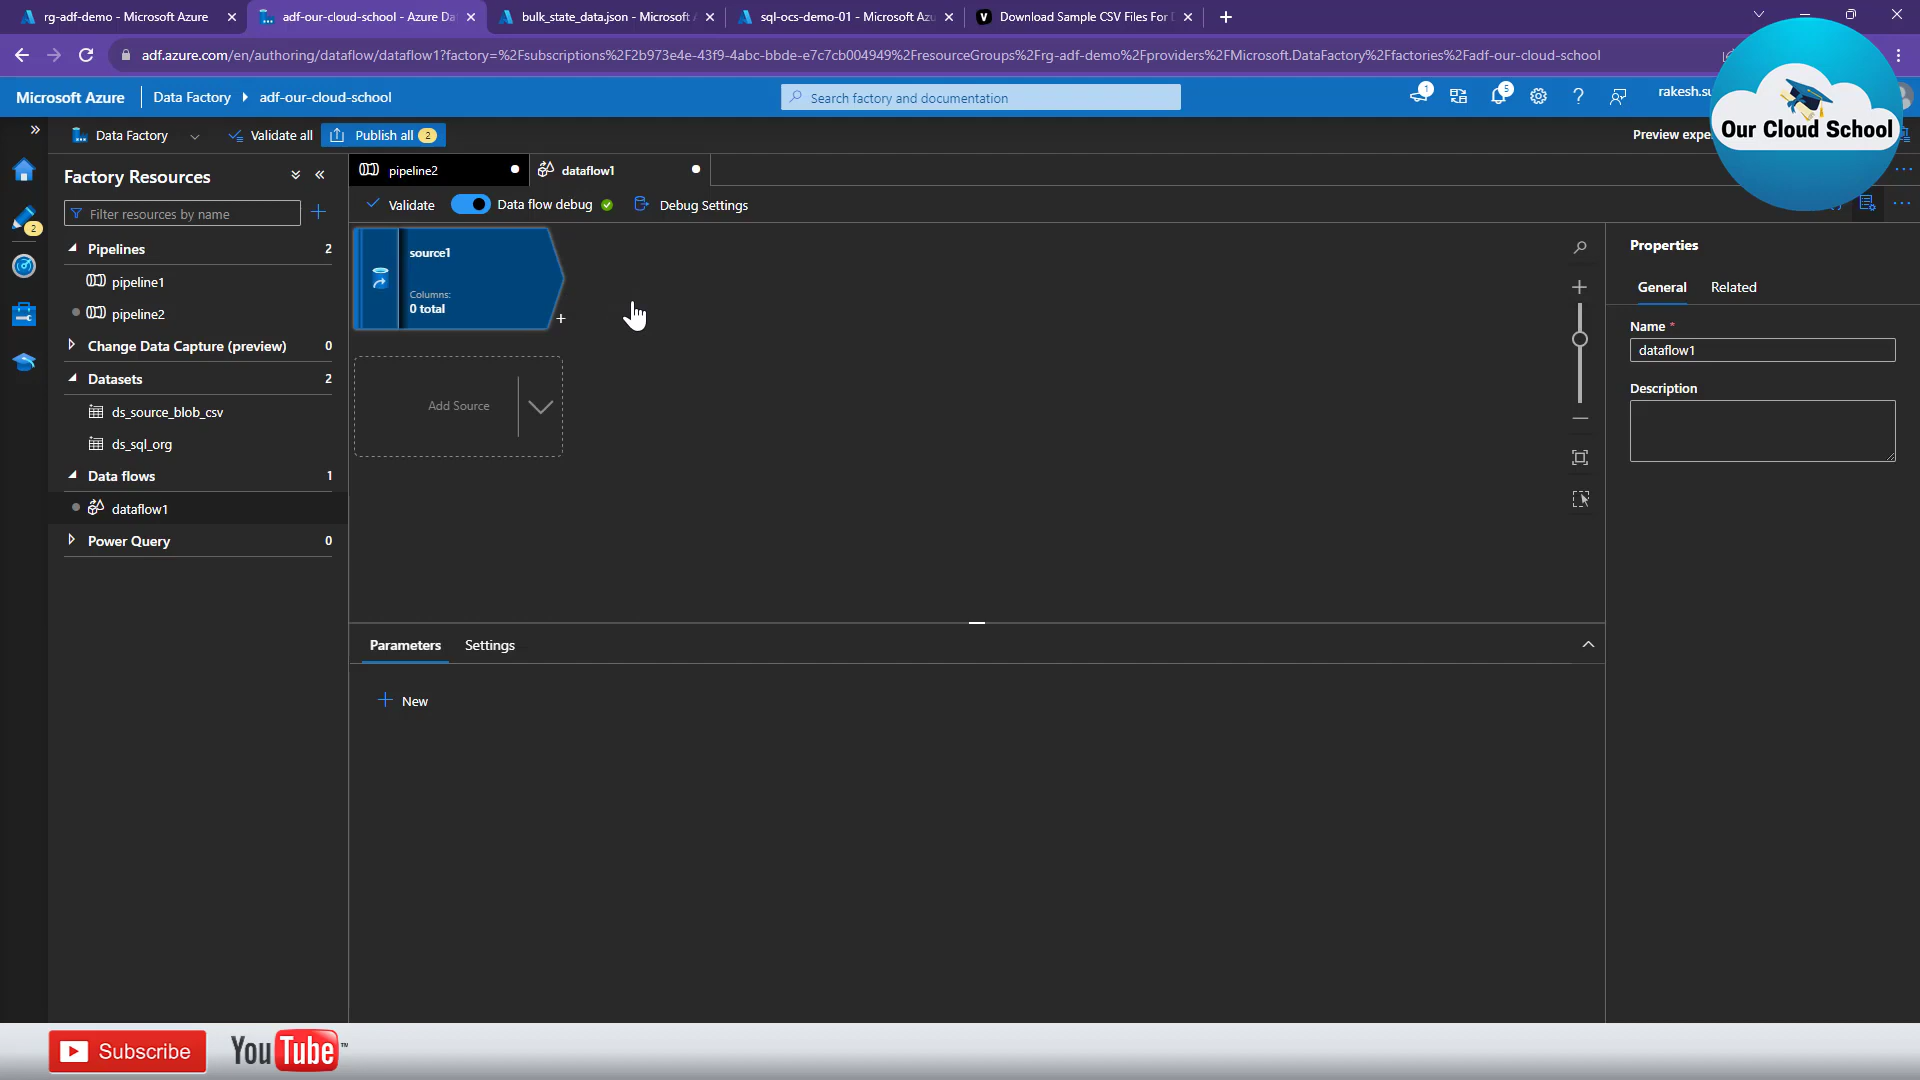 rg-adf-demo - Microsoft Azure
adf-our-cloud-school - Azure Da
bulk_state_data.json - Microsoft
sql-ocs-demo-01 - Microsoft Azu
Download Sample CSV Files For
adf.azure.com/en/authoring/dataflow/dataflow1?factory=%2Fsubscriptions%2F2b973e4e-43f9-4abc-bbde-e7c7cb004949%2FresourceGroups%2Frg-adf-demo%2Fproviders%2FMicrosoft.DataFactory%2Ffactories%2Fadf-our-cloud-school
Microsoft Azure
Data Factory
adf-our-cloud-school
Search factory and documentation
1
5
rakesh.su
Our Cloud School
Data Factory
Validate all
Publish all 2
Preview expe
Factory Resources
Filter resources by name
2
Pipelines 2
pipeline1
pipeline2
Change Data Capture (preview) 0
Datasets 2
ds_source_blob_csv
ds_sql_org
Data flows 1
dataflow1
Power Query 0
pipeline2
dataflow1
Validate
Data flow debug
Debug Settings
source1
Columns:
0 total
+
Add Source
Parameters
Settings
New
Properties
General
Related
Name *
dataflow1
Description
Subscribe
YouTube™